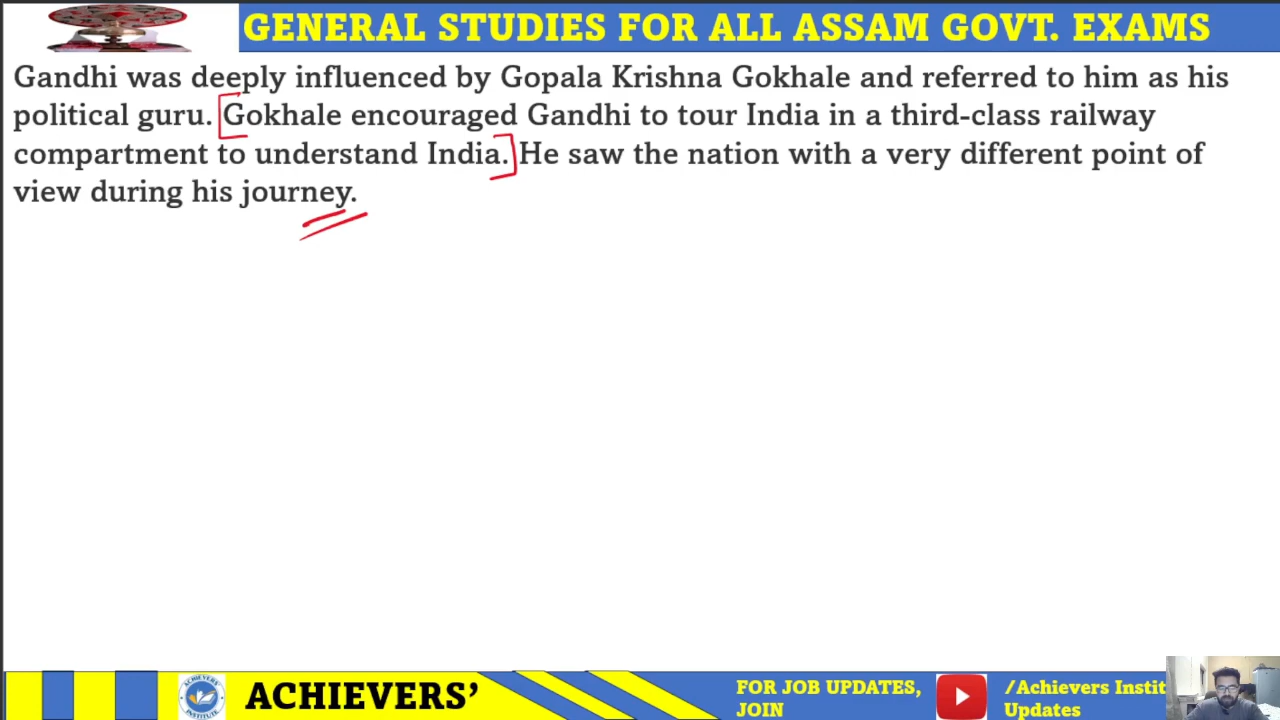 GENERAL STUDIES FOR ALL ASSAM GOVT. EXAMS
Gandhi was deeply influenced by Gopala Krishna Gokhale and referred to him as his
political guru. Gokhale encouraged Gandhi to tour India in a third-class railway
compartment to understand India. He saw the nation with a very different point of
view during his journey.
ACHIEVERS INSTITUTE
ACHIEVERS’
FOR JOB UPDATES,
JOIN
/Achievers Instit
Updates